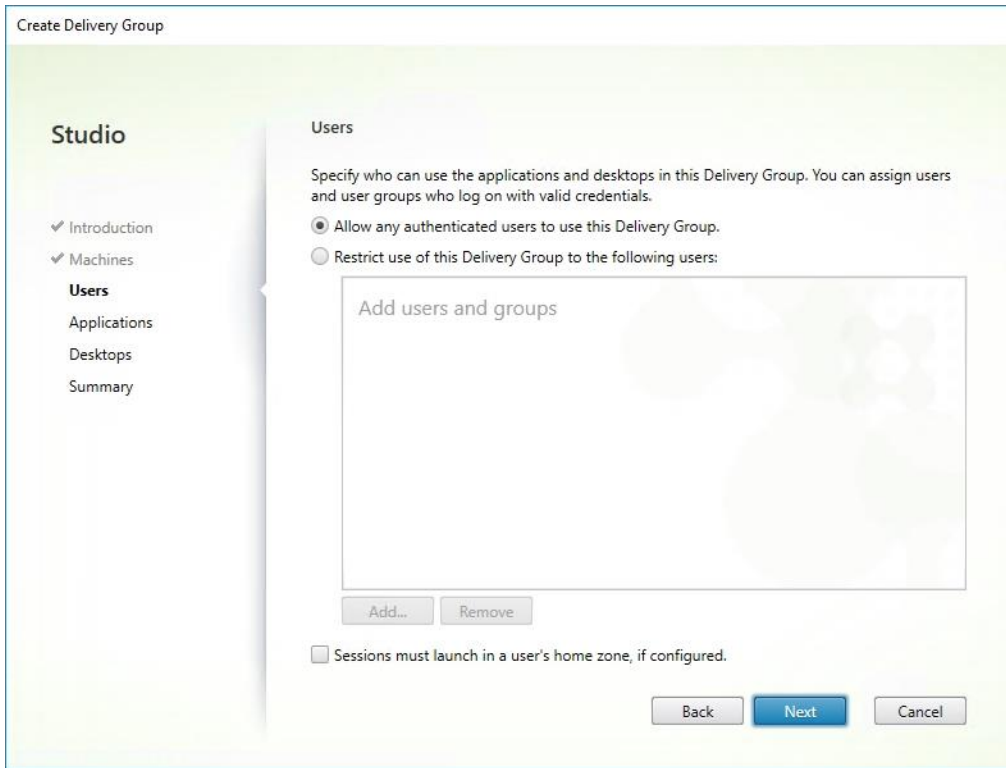 Create Delivery Group
Studio
Introduction
Machines
Users
Applications
Desktops
Summary
Users
Specify who can use the applications and desktops in this Delivery Group. You can assign users
and user groups who log on with valid credentials.
Allow any authenticated users to use this Delivery Group.
Restrict use of this Delivery Group to the following users:
Add users and groups
Add... Remove
Sessions must launch in a user's home zone, if configured.
Back Next Cancel